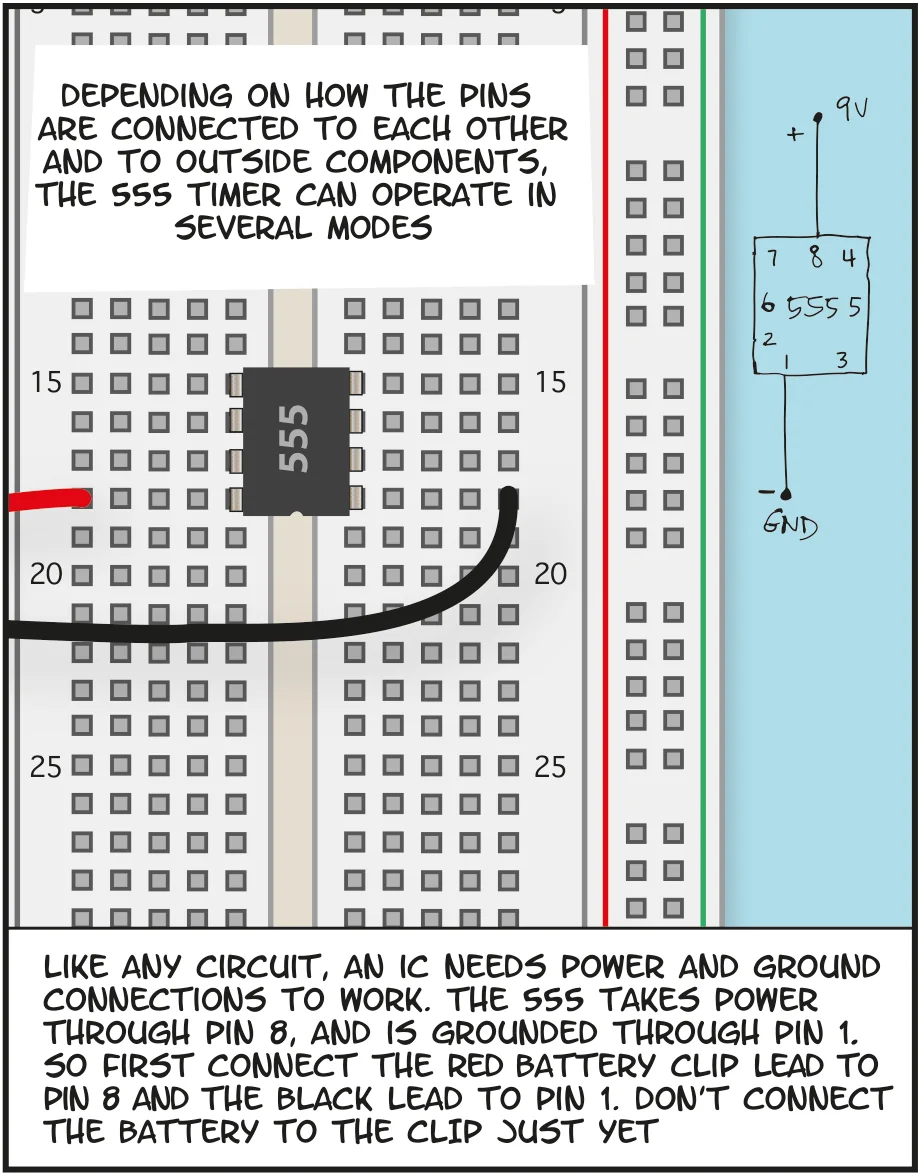 DEPENDING ON HOW THE PINS
ARE CONNECTED TO EACH OTHER
AND TO OUTSIDE COMPONENTS,
THE 555 TIMER CAN OPERATE IN
SEVERAL MODES
9V
+
7 8 4
6 555 5
2
1 3
-
GND
15 15
555
20 20
25 25
LIKE ANY CIRCUIT, AN IC NEEDS POWER AND GROUND
CONNECTIONS TO WORK. THE 555 TAKES POWER
THROUGH PIN 8, AND IS GROUNDED THROUGH PIN 1.
SO FIRST CONNECT THE RED BATTERY CLIP LEAD TO
PIN 8 AND THE BLACK LEAD TO PIN 1. DON'T CONNECT
THE BATTERY TO THE CLIP JUST YET